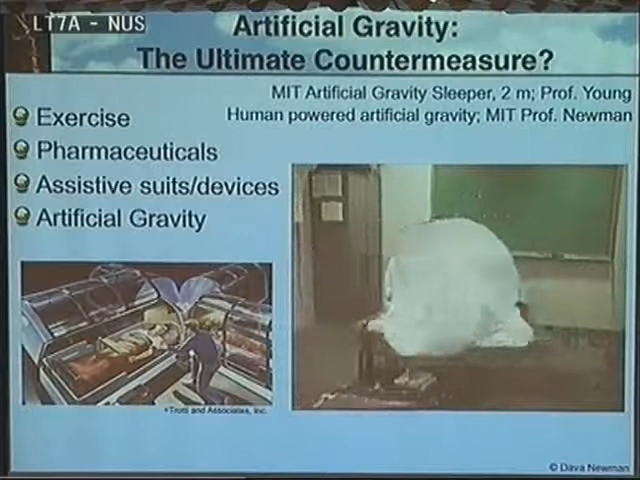 LT7A - NUS
Artificial Gravity:
The Ultimate Countermeasure?
MIT Artificial Gravity Sleeper, 2 m; Prof. Young
Human powered artificial gravity; MIT Prof. Newman
Exercise
Pharmaceuticals
Assistive suits/devices
Artificial Gravity
+Trotti and Associates, Inc.
© Dava Newman